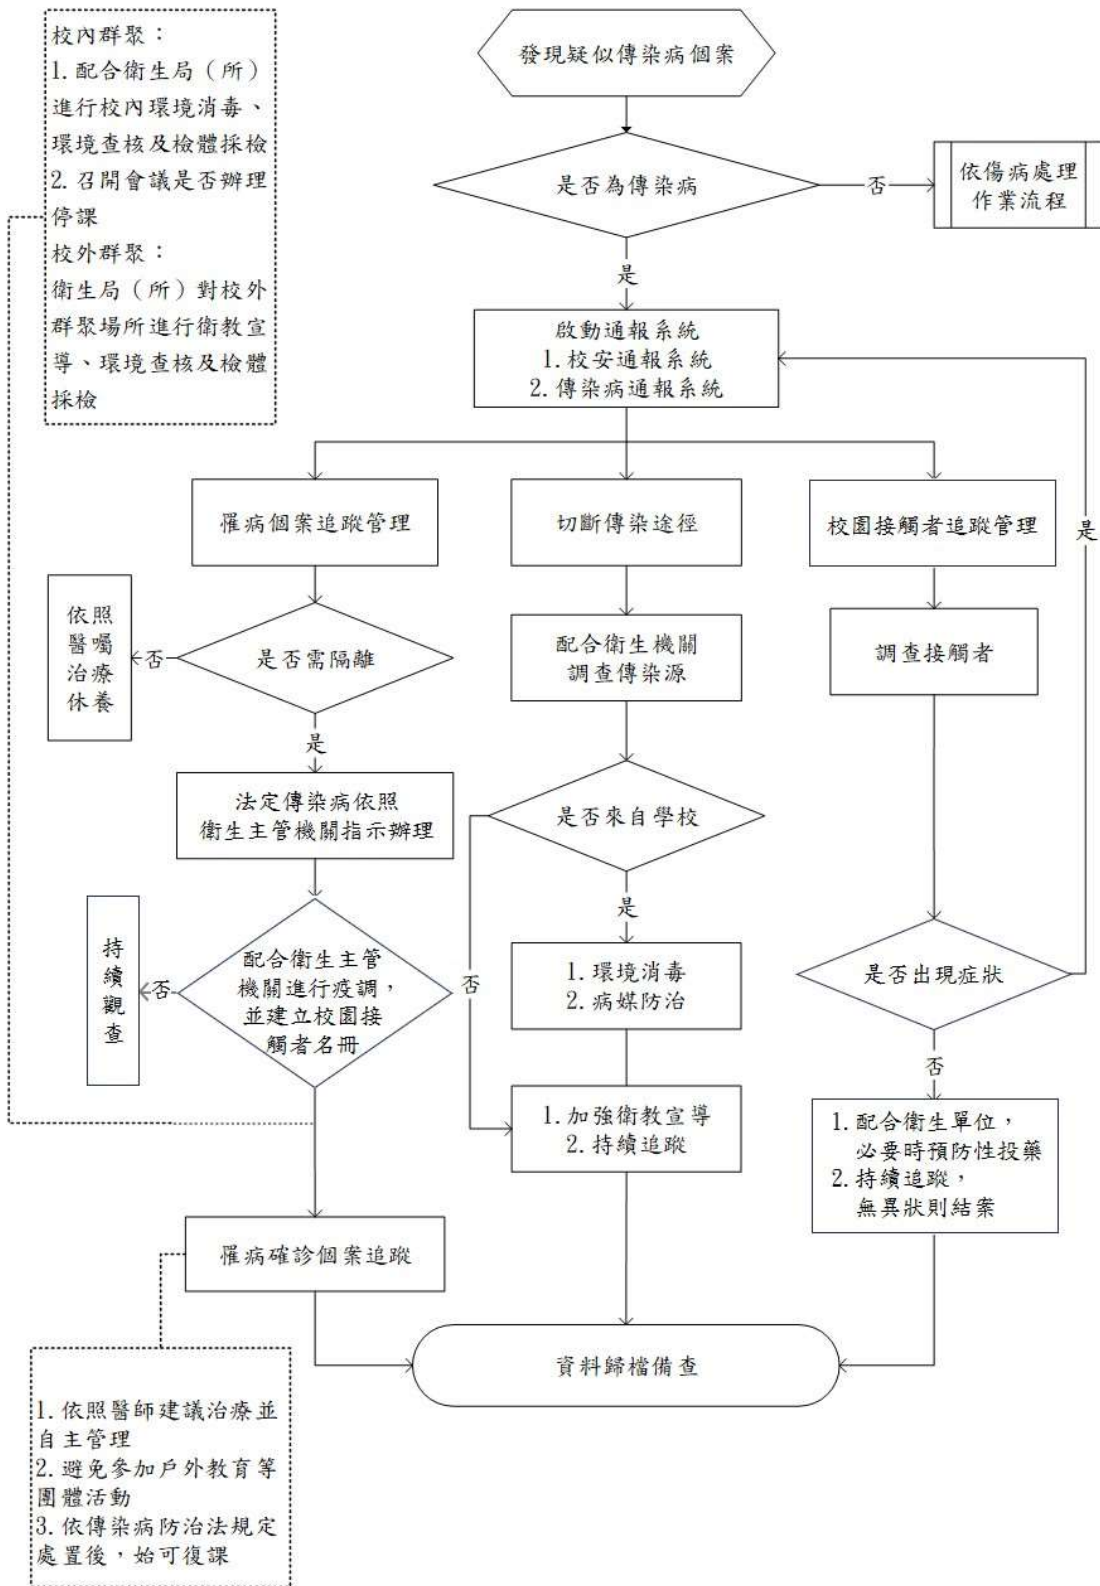 校內群聚：
1.配合衛生局（所）
進行校內環境消毒、
環境查核及檢體採檢
2.召開會議是否辦理
停課
校外群聚：
衛生局（所）對校外
群聚場所進行衛教宣
導、環境查核及檢體
採檢
發現疑似傳染病個案
是否為傳染病
否
依傷病處理
作業流程
是
啟動通報系統
1.校安通報系統
2.傳染病通報系統
罹病個案追蹤管理
切斷傳染途徑
校園接觸者追蹤管理
是
依照
醫囑
治療
休養
否
是否需隔離
配合衛生機關
調查傳染源
調查接觸者
是
法定傳染病依照
衛生主管機關指示辦理
是否來自學校
是
持
續
觀
查
否
配合衛生主管
機關進行疫調，
並建立校園接
觸者名冊
否
1.環境消毒
2.病媒防治
是否出現症狀
否
1.加強衛教宣導
2.持續追蹤
1.配合衛生單位，
必要時預防性投藥
2.持續追蹤，
無異狀則結案
罹病確診個案追蹤
資料歸檔備查
1.依照醫師建議治療並
自主管理
2.避免參加戶外教育等
團體活動
3.依傳染病防治法規定
處置後，始可復課